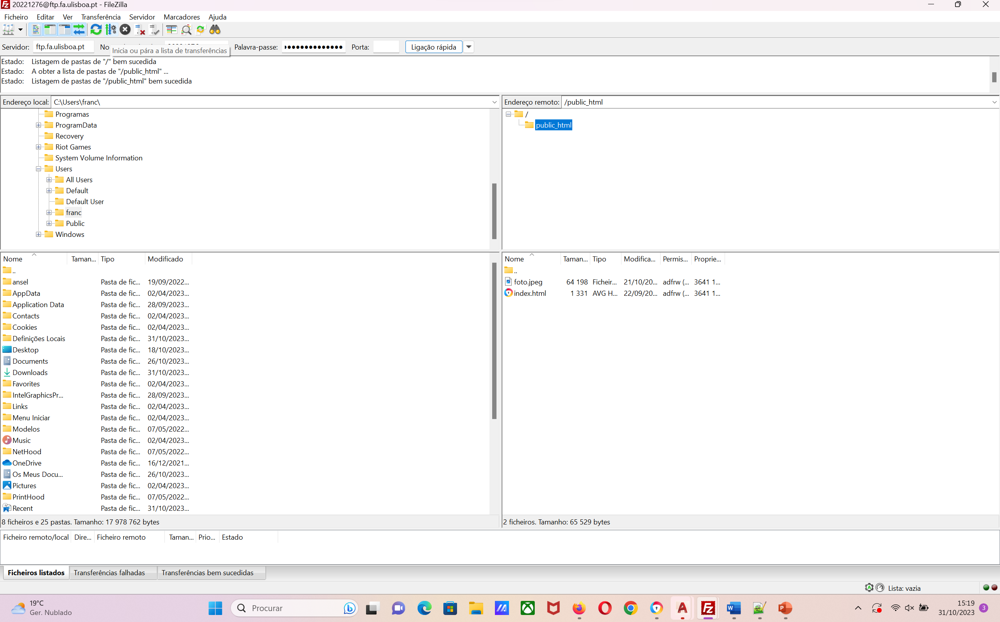 20221276@ftp.fa.ulisboa.pt - FileZilla
Ficheiro Editar Ver Transferência Servidor Marcadores Ajuda
Servidor: ftp.fa.ulisboa.pt No Palavra-passe: Porta: Ligação rápida
Inicia ou pára a lista de transferências
Estado: Listagem de pastas de "/" bem sucedida
Estado: A obter a lista de pastas de "/public_html" ...
Estado: Listagem de pastas de "/public_html" bem sucedida
Endereço local: C:\Users\franc\
Programas
ProgramData
Recovery
Riot Games
System Volume Information
Users
All Users
Default
Default User
franc
Public
Windows
Endereço remoto: /public_html
/
public_html
Nome Taman... Tipo Modificado
..
ansel Pasta de fic... 19/09/2022...
AppData Pasta de fic... 02/04/2023...
Application Data Pasta de fic... 28/09/2023...
Contacts Pasta de fic... 02/04/2023...
Cookies Pasta de fic... 02/04/2023...
Definições Locais Pasta de fic... 31/10/2023...
Desktop Pasta de fic... 18/10/2023...
Documents Pasta de fic... 26/10/2023...
Downloads Pasta de fic... 31/10/2023...
Favorites Pasta de fic... 02/04/2023...
IntelGraphicsPr... Pasta de fic... 28/09/2023...
Links Pasta de fic... 02/04/2023...
Menu Iniciar Pasta de fic... 02/04/2023...
Modelos Pasta de fic... 07/05/2022...
Music Pasta de fic... 02/04/2023...
NetHood Pasta de fic... 07/05/2022...
OneDrive Pasta de fic... 16/12/2021...
Os Meus Docu... Pasta de fic... 26/10/2023...
Pictures Pasta de fic... 02/04/2023...
PrintHood Pasta de fic... 07/05/2022...
Recent Pasta de fic... 31/10/2023...
8 ficheiros e 25 pastas. Tamanho: 17 978 762 bytes
Nome Taman... Tipo Modifica... Permis... Proprie...
..
foto.jpeg 64 198 Ficheir... 21/10/20... adfrw (... 3641 1...
index.html 1 331 AVG H... 22/09/20... adfrw (... 3641 1...
2 ficheiros. Tamanho: 65 529 bytes
Ficheiro remoto/local Dire... Ficheiro remoto Taman... Prio... Estado
Ficheiros listados Transferências falhadas Transferências bem sucedidas
Lista: vazia
19°C
Ger. Nublado
Procurar
15:19
31/10/2023
3